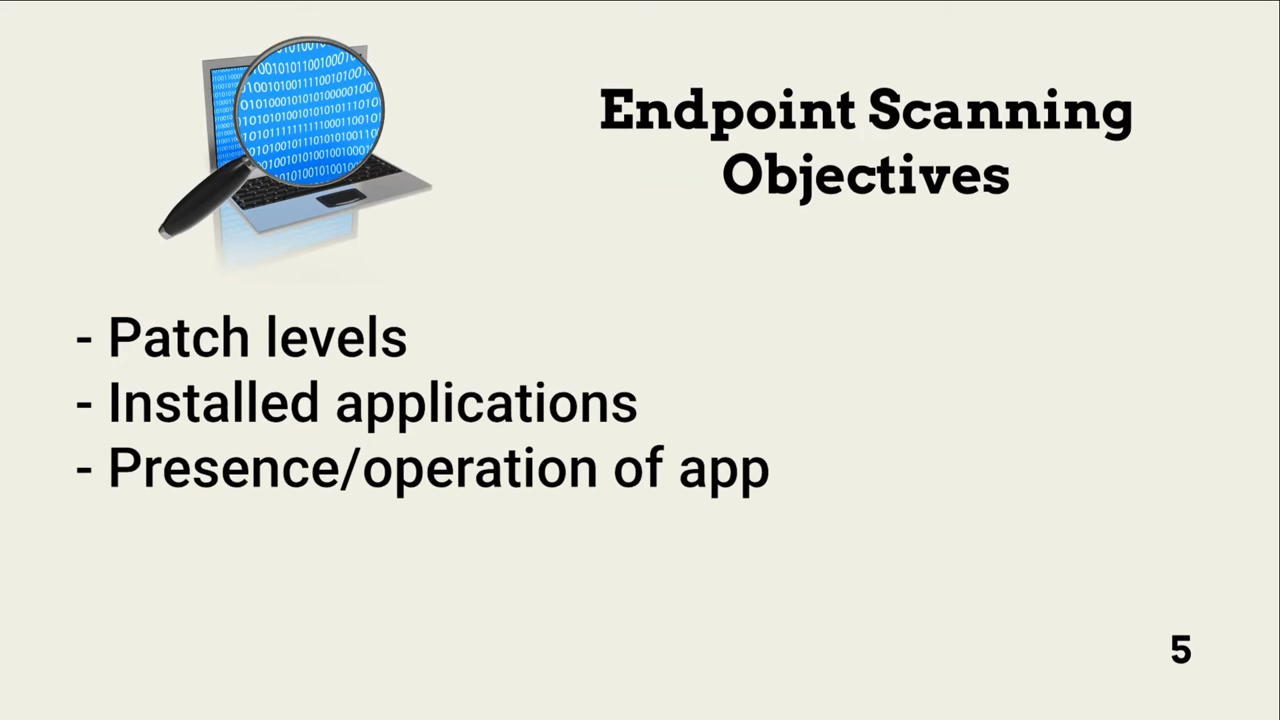 Endpoint Scanning
Objectives
- Patch levels
- Installed applications
- Presence/operation of app
5